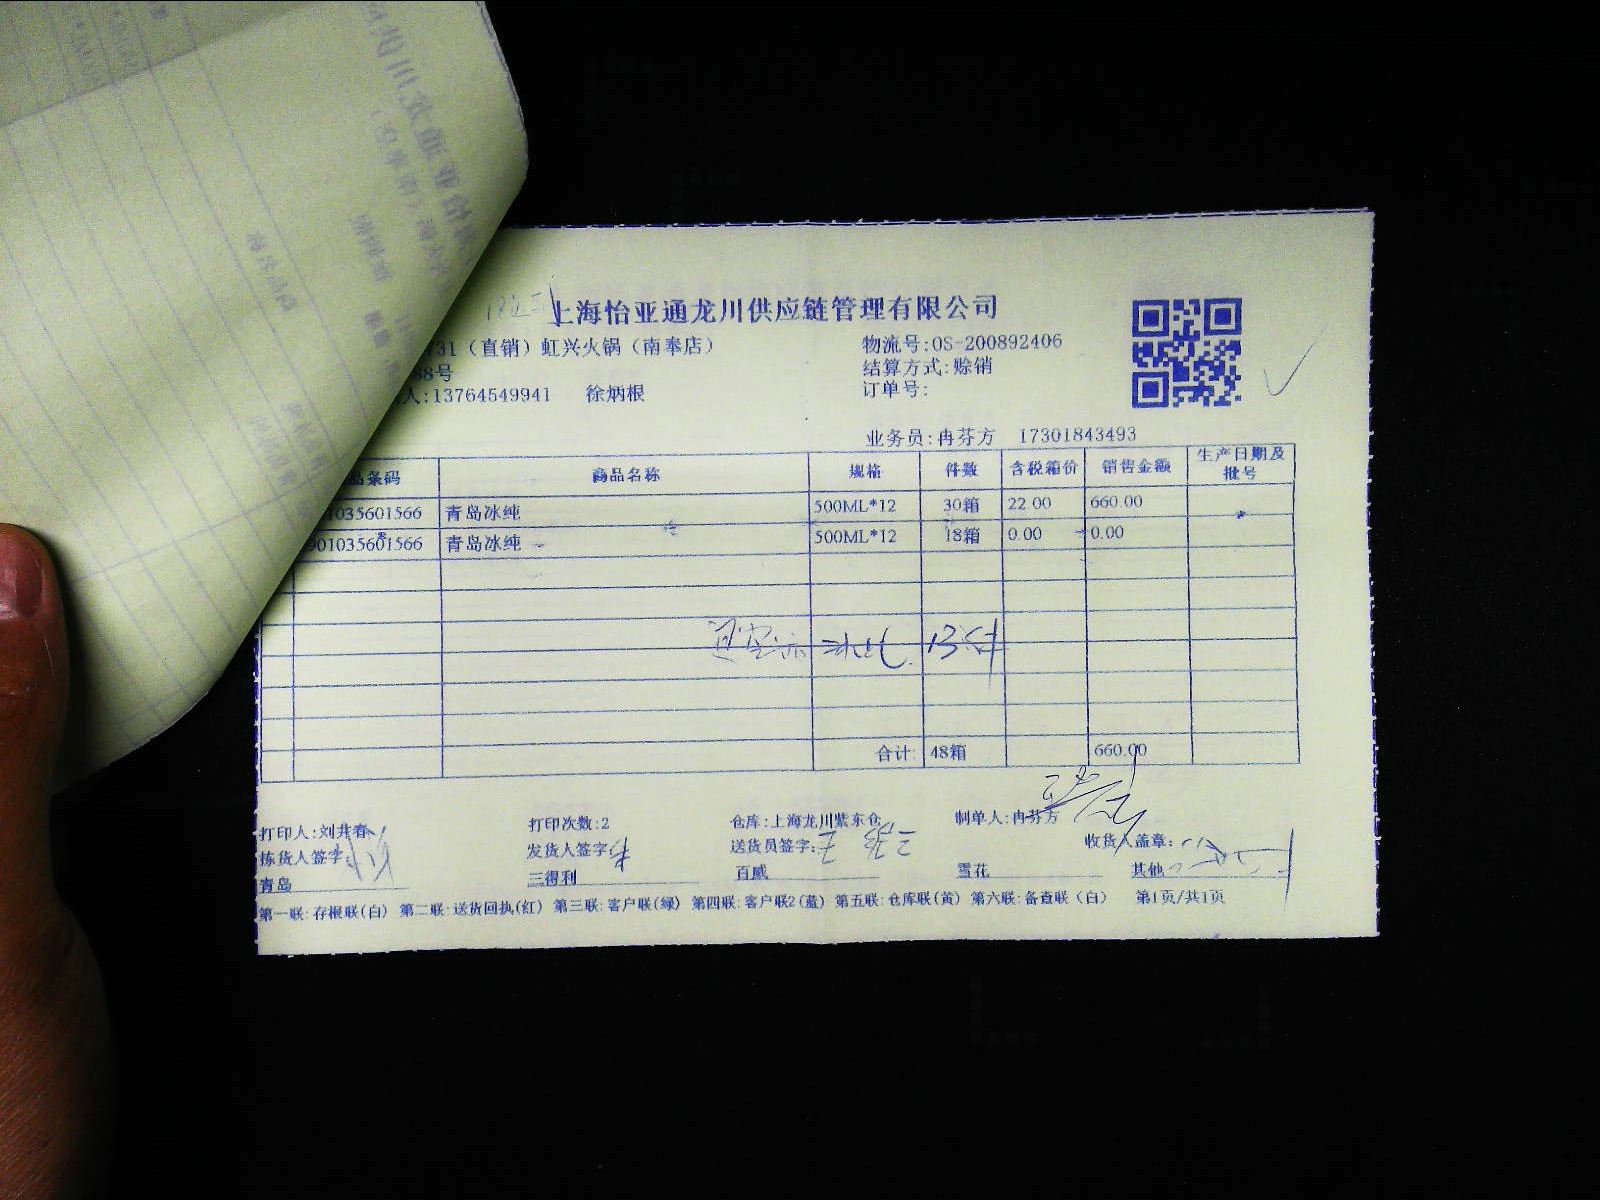 上海怡亚通龙川供应链管理有限公司
731（直销）虹兴火锅（南奉店）
物流号:OS-200892406
88号
结算方式:赊销
人:13764549941 徐炳根
订单号:
业务员:冉芬方 17301843493
条码 商品名称 规格 件数 含税箱价 销售金额 生产日期及批号
1035601566 青岛冰纯 500ML*12 30箱 22.00 660.00
901035601566 青岛冰纯 500ML*12 18箱 0.00 0.00
13
合计: 48箱 660.00
打印人:刘共春 打印次数:2 仓库:上海龙川紫东仓 制单人:冉芬方
拣货人签字: 发货人签字: 送货员签字: 收货人盖章:
青岛 三得利 百威 雪花 其他
第一联:存根联(白) 第二联:送货回执(红) 第三联:客户联(绿) 第四联:客户联2(蓝) 第五联:仓库联(黄) 第六联:备查联（白） 第1页/共1页